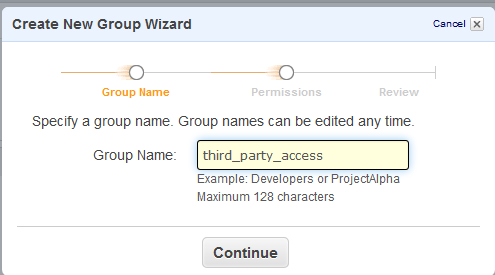 Create New Group Wizard
Cancel
Group Name
Permissions
Review
Specify a group name. Group names can be edited any time.
Group Name: third_party_access
Example: Developers or ProjectAlpha
Maximum 128 characters
Continue